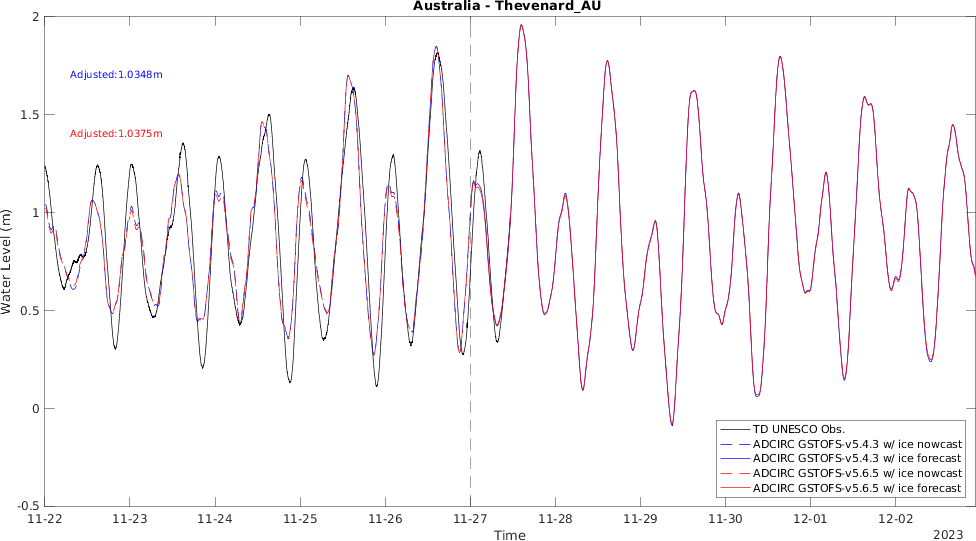 Australia - Thevenard_AU
Adjusted:1.0348m
Adjusted:1.0375m
Water Level (m)
2
1.5
1
0.5
0
-0.5
TD UNESCO Obs.
ADCIRC GSTOFS-v5.4.3 w/ ice nowcast
ADCIRC GSTOFS-v5.4.3 w/ ice forecast
ADCIRC GSTOFS-v5.6.5 w/ ice nowcast
ADCIRC GSTOFS-v5.6.5 w/ ice forecast
11-22 11-23 11-24 11-25 11-26 11-27 11-28 11-29 11-30 12-01 12-02
Time
2023